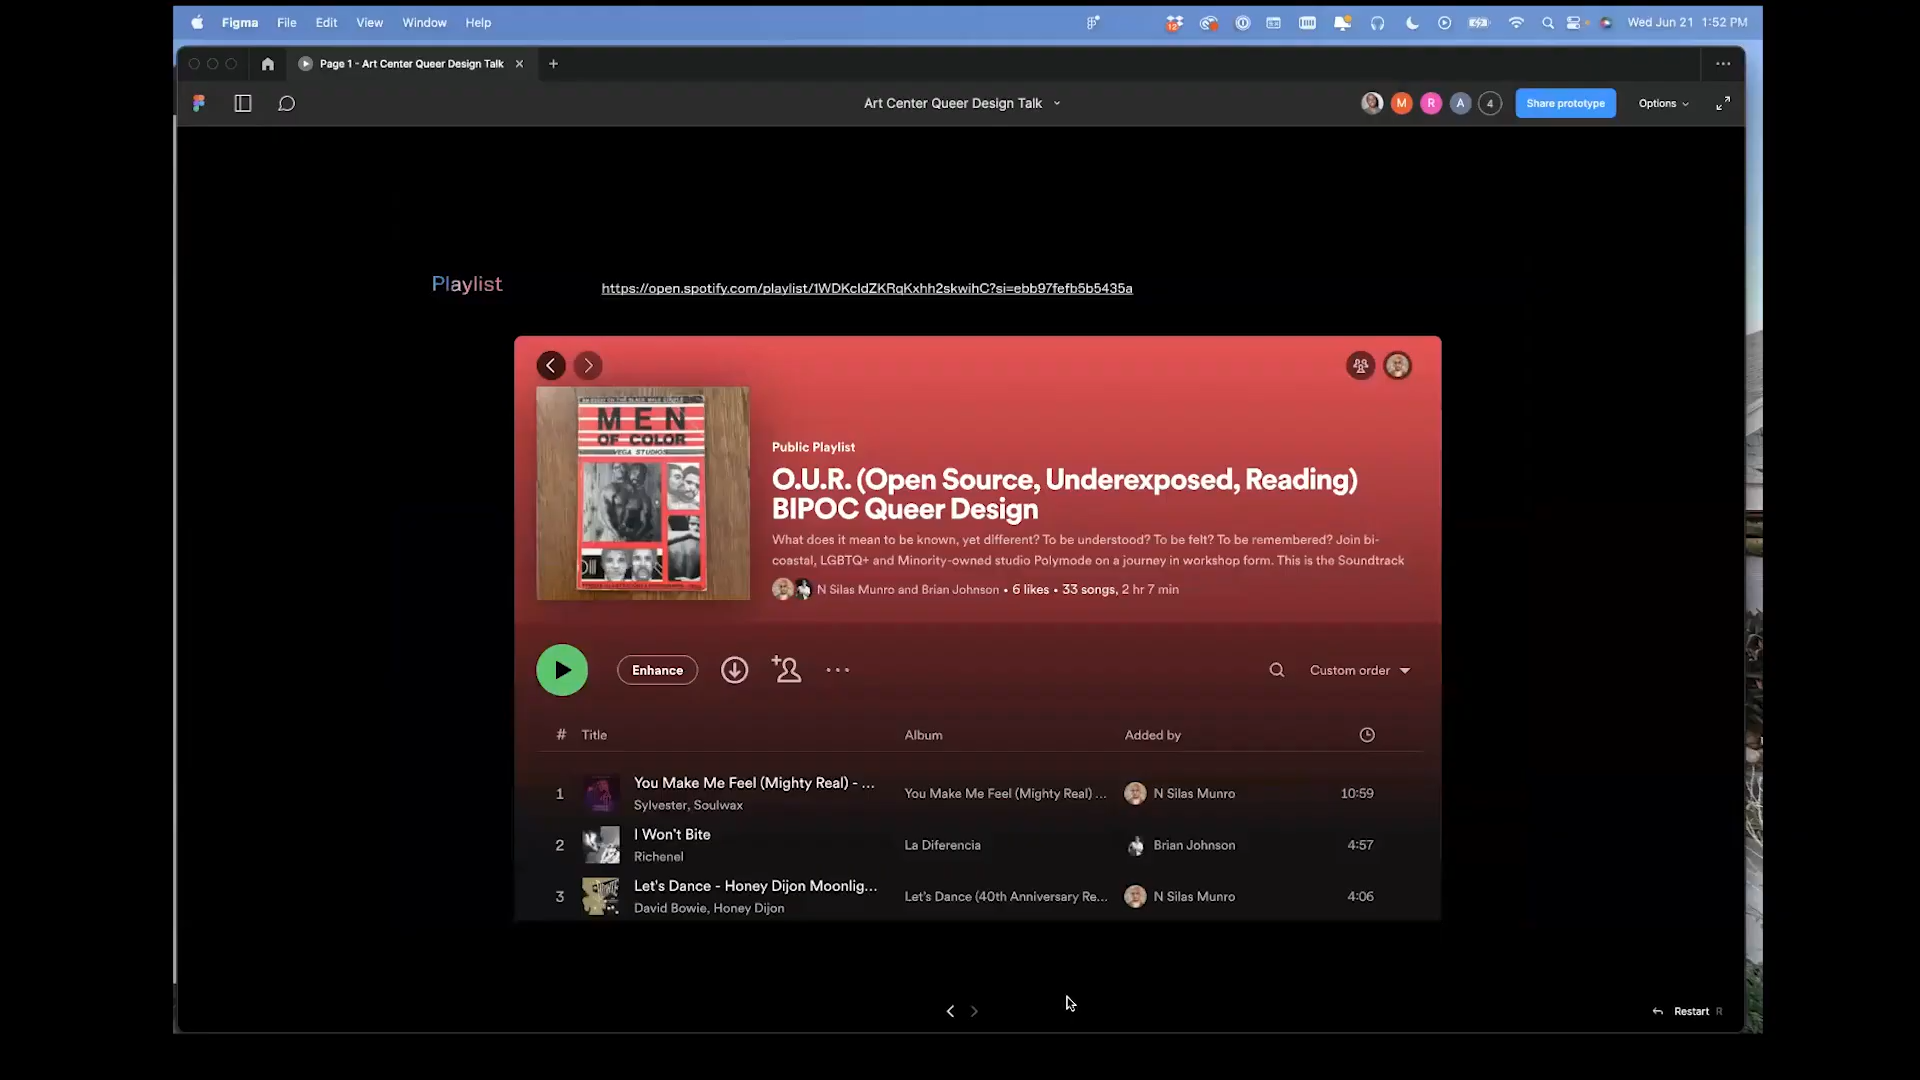 Figma File Edit View Window Help
12
Wed Jun 21 1:52 PM
Page 1 - Art Center Queer Design Talk
Art Center Queer Design Talk
M R A 4
Share prototype
Options
Playlist
https://open.spotify.com/playlist/1WDKcIdZKRqKxhh2skwihC?si=ebb97fefb5b5435a
MEN
OF COLOR
VEGA STUDIOS
Public Playlist
O.U.R. (Open Source, Underexposed, Reading)
BIPOC Queer Design
What does it mean to be known, yet different? To be understood? To be felt? To be remembered? Join bi-
coastal, LGBTQ+ and Minority-owned studio Polymode on a journey in workshop form. This is the Soundtrack
N Silas Munro and Brian Johnson • 6 likes • 33 songs, 2 hr 7 min
Enhance
Custom order
# Title Album Added by
1 You Make Me Feel (Mighty Real) - ... You Make Me Feel (Mighty Real) ... N Silas Munro 10:59
Sylvester, Soulwax
2 I Won't Bite La Diferencia Brian Johnson 4:57
Richenel
3 Let's Dance - Honey Dijon Moonlig... Let's Dance (40th Anniversary Re... N Silas Munro 4:06
David Bowie, Honey Dijon
Restart R